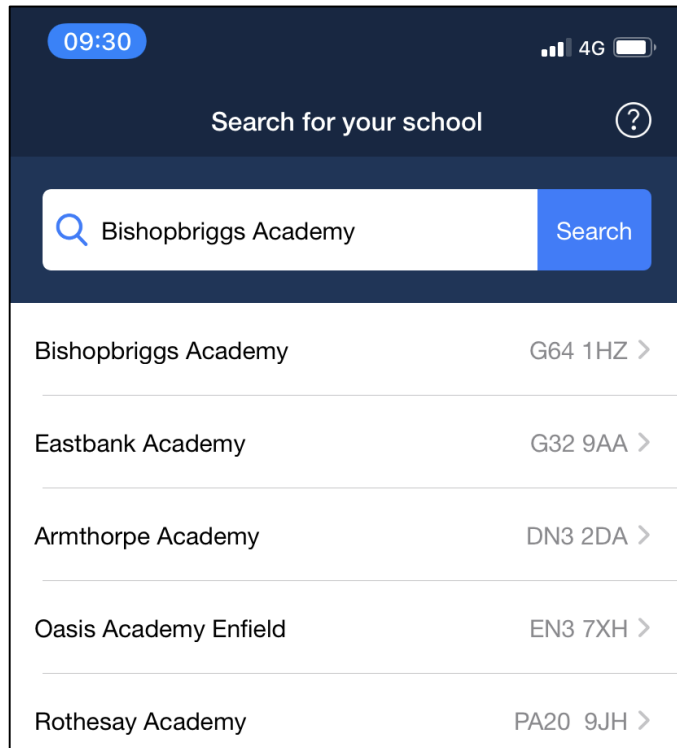 09:30 4G
Search for your school ?
Bishopbriggs Academy Search
Bishopbriggs Academy G64 1HZ
Eastbank Academy G32 9AA
Armthorpe Academy DN3 2DA
Oasis Academy Enfield EN3 7XH
Rothesay Academy PA20  9JH